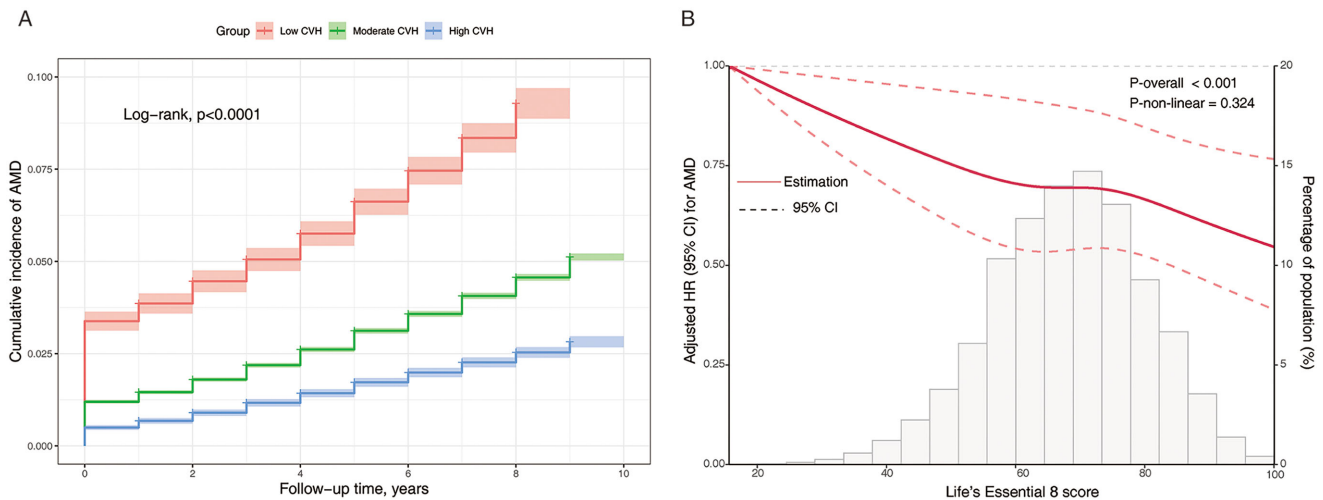 A
Group Low CVH Moderate CVH High CVH
Log−rank, p<0.0001
Cumulative incidence of AMD
0.100
0.075
0.050
0.025
0.000
0 2 4 6 8 10
Follow−up time, years
B
P-overall < 0.001
P-non-linear = 0.324
Estimation
95% CI
Adjusted HR (95% CI) for AMD
1.00
0.75
0.50
0.25
0.00
20
15
10
5
0
Percentage of population (%)
20 40 60 80 100
Life's Essential 8 score